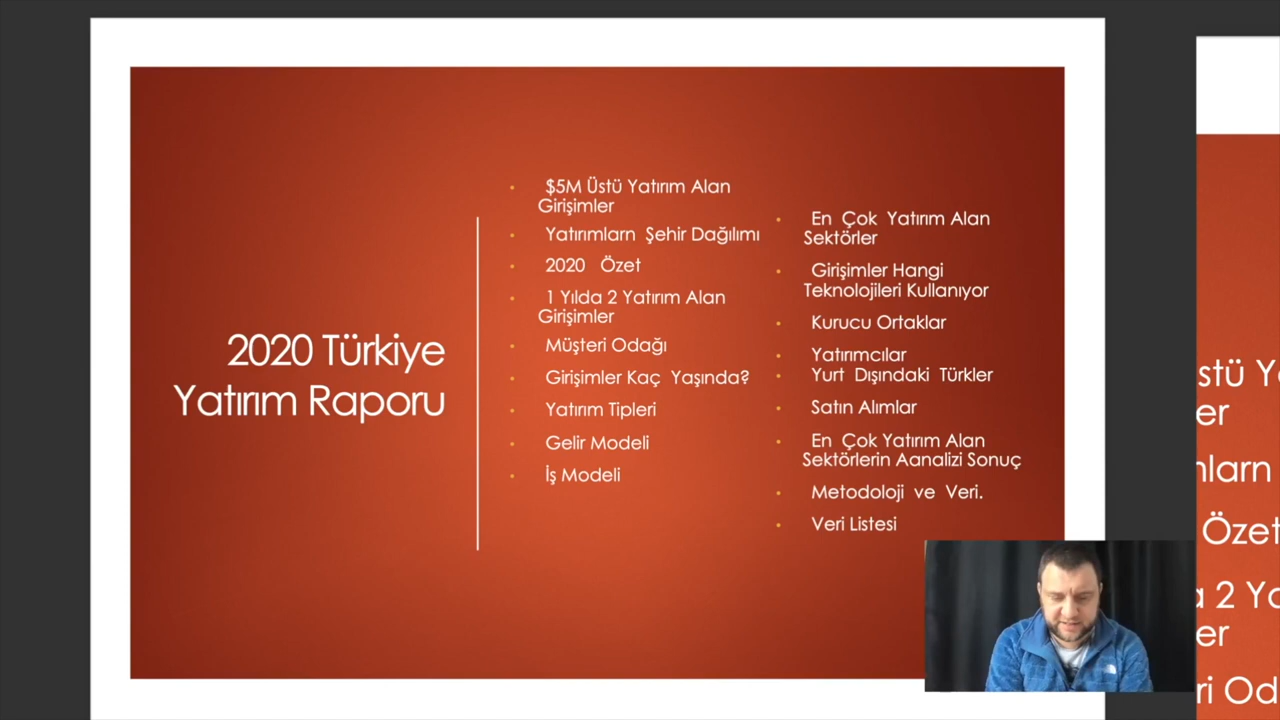 2020 Türkiye
Yatırım Raporu
$5M Üstü Yatırım Alan
Girişimler
Yatırımlarn Şehir Dağılımı
2020 Özet
1 Yılda 2 Yatırım Alan
Girişimler
Müşteri Odağı
Girişimler Kaç Yaşında?
Yatırım Tipleri
Gelir Modeli
İş Modeli
En Çok Yatırım Alan
Sektörler
Girişimler Hangi
Teknolojileri Kullanıyor
Kurucu Ortaklar
Yatırımcılar
Yurt Dışındaki Türkler
Satın Alımlar
En Çok Yatırım Alan
Sektörlerin Aanalizi Sonuç
Metodoloji ve Veri.
Veri Listesi
Özet
2